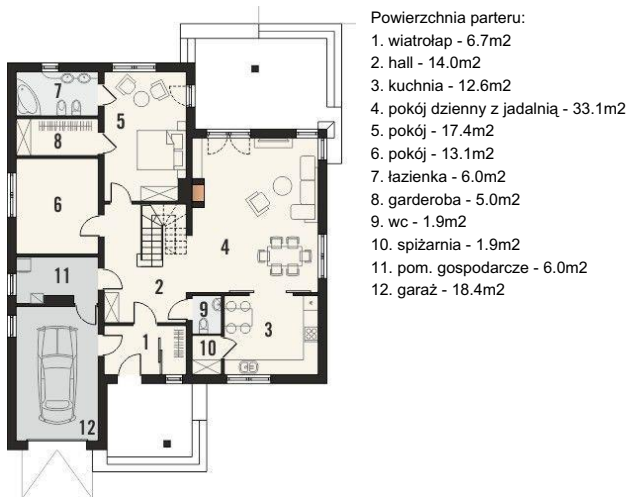 Powierzchnia parteru:
1. wiatrołap - 6.7m2
2. hall - 14.0m2
3. kuchnia - 12.6m2
4. pokój dzienny z jadalnią - 33.1m2
5. pokój - 17.4m2
6. pokój - 13.1m2
7. łazienka - 6.0m2
8. garderoba - 5.0m2
9. wc - 1.9m2
10. spiżarnia - 1.9m2
11. pom. gospodarcze - 6.0m2
12. garaż - 18.4m2
7
5
8
6
4
11
2
9
3
1
10
12